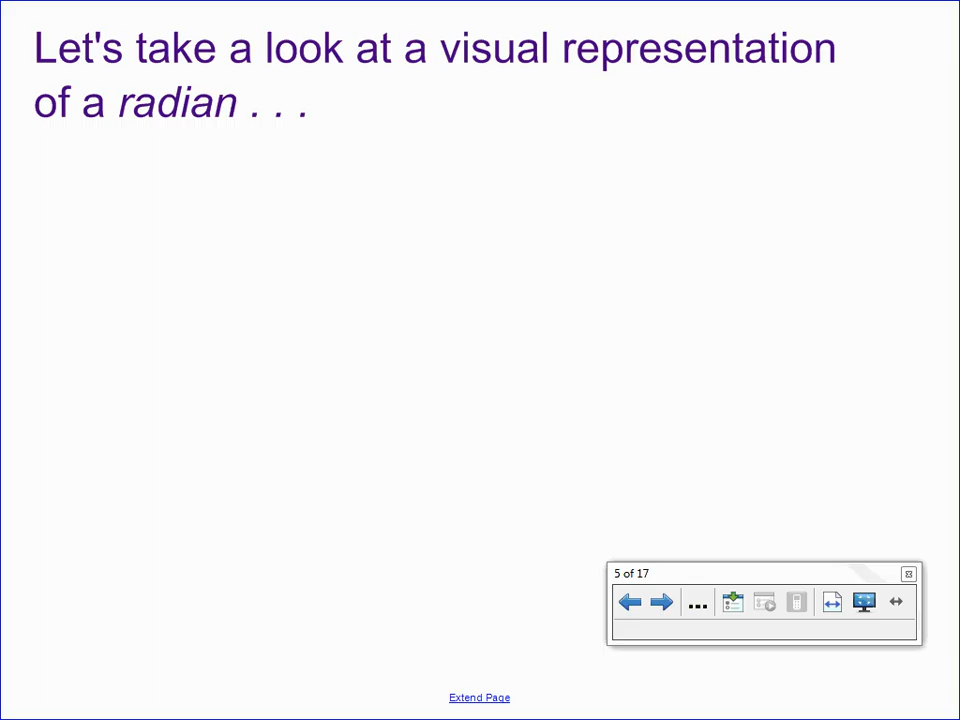 Let's take a look at a visual representation
of a radian . . .
5 of 17
Extend Page